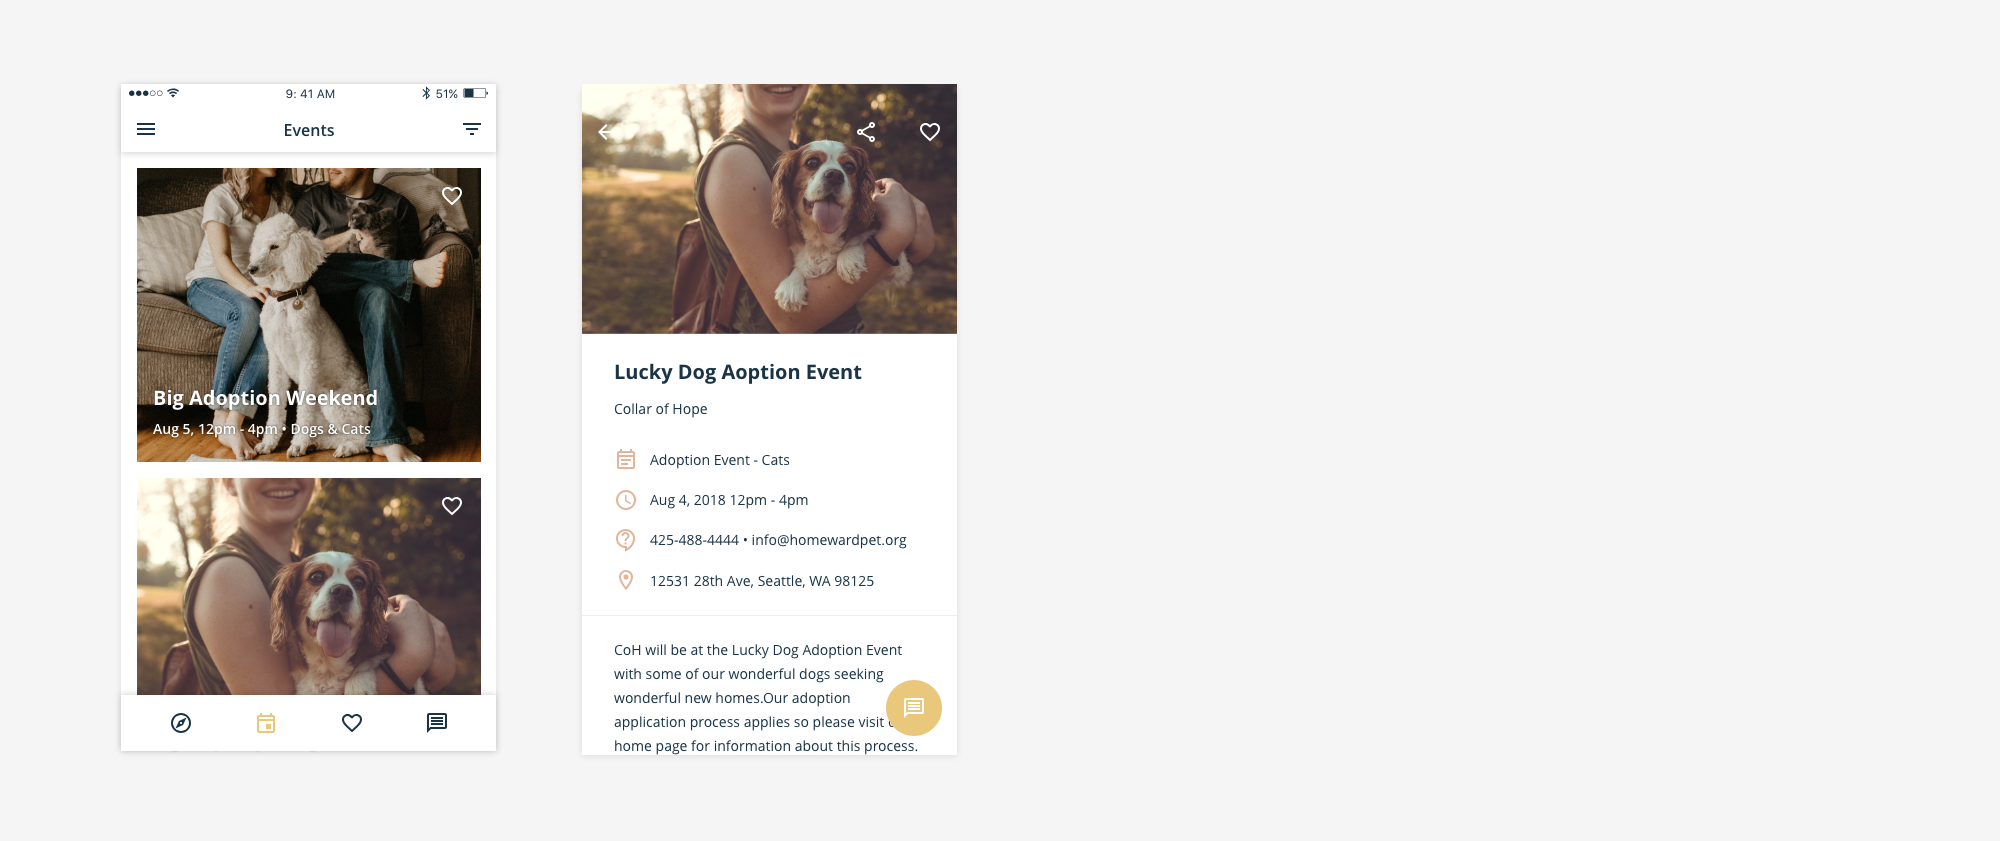 9: 41 AM
51%
Events
Big Adoption Weekend
Aug 5, 12pm - 4pm • Dogs & Cats
Lucky Dog Aoption Event
Collar of Hope
Adoption Event - Cats
Aug 4, 2018 12pm - 4pm
425-488-4444 • info@homewardpet.org
12531 28th Ave, Seattle, WA 98125
CoH will be at the Lucky Dog Adoption Event
with some of our wonderful dogs seeking
wonderful new homes.Our adoption
application process applies so please visit
home page for information about this process.